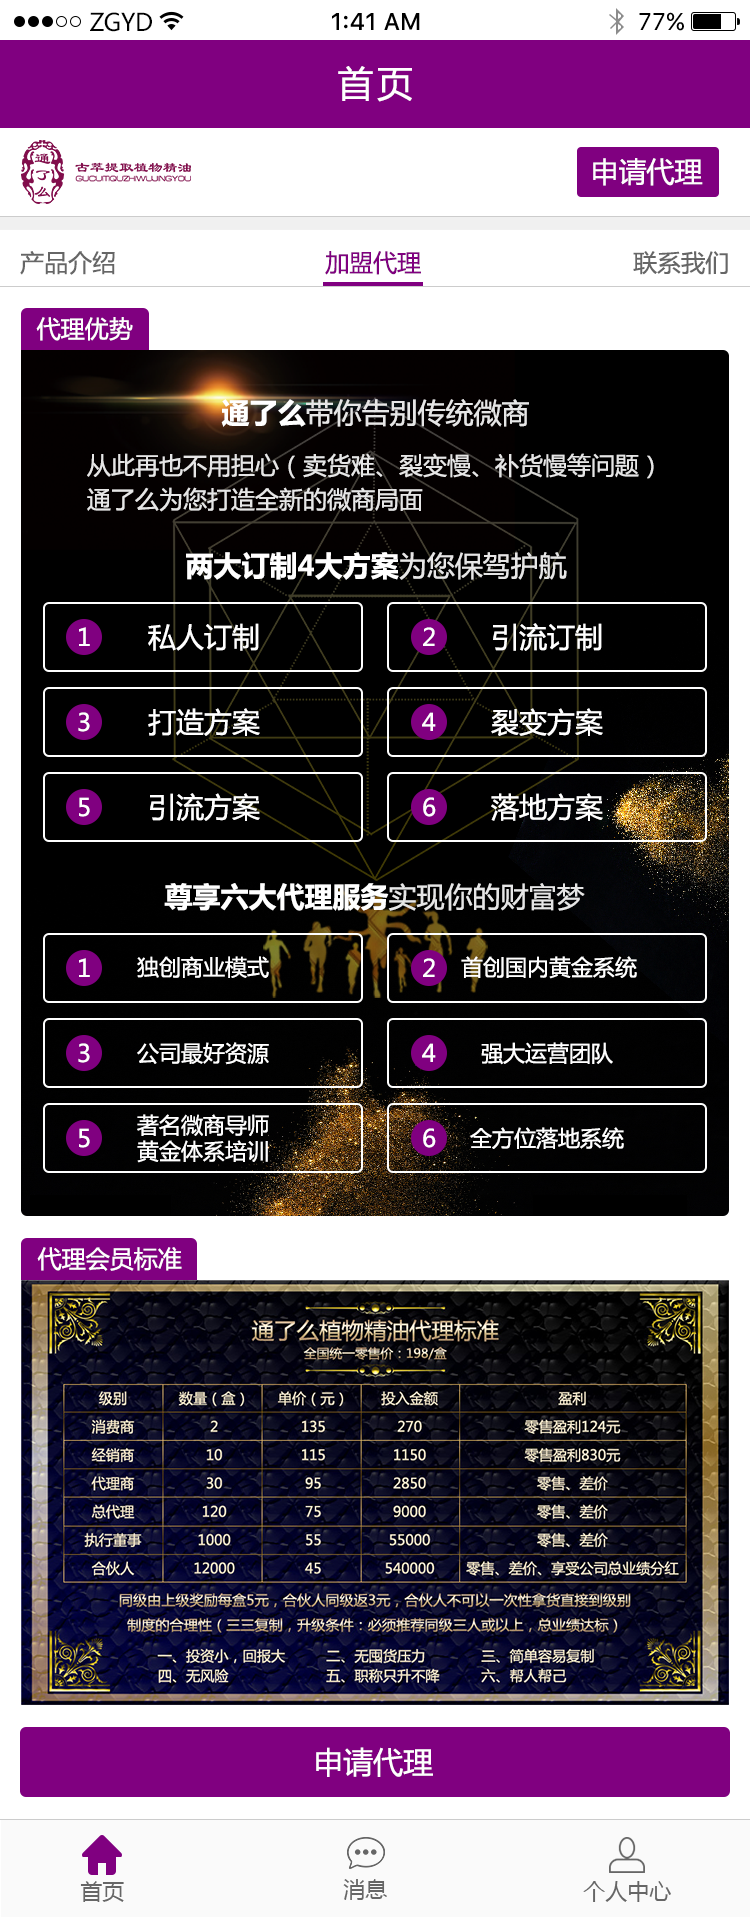 ZGYD 1:41 AM 77%
首页
通了么
古萃提取植物精油
GUCUITIQUZHIWUJINGYOU
申请代理
产品介绍 加盟代理 联系我们
代理优势
通了么带你告别传统微商
从此再也不用担心（卖货难、裂变慢、补货慢等问题）
通了么为您打造全新的微商局面
两大订制4大方案为您保驾护航
1 私人订制 2 引流订制
3 打造方案 4 裂变方案
5 引流方案 6 落地方案
尊享六大代理服务实现你的财富梦
1 独创商业模式 2 首创国内黄金系统
3 公司最好资源 4 强大运营团队
5 著名微商导师
黄金体系培训
6 全方位落地系统
代理会员标准
通了么植物精油代理标准
全国统一零售价：198/盒
级别 数量（盒） 单价（元） 投入金额 盈利
消费商 2 135 270 零售盈利124元
经销商 10 115 1150 零售盈利830元
代理商 30 95 2850 零售、差价
总代理 120 75 9000 零售、差价
执行董事 1000 55 55000 零售、差价
合伙人 12000 45 540000 零售、差价、享受公司总业绩分红
同级由上级奖励每盒5元，合伙人同级返3元，合伙人不可以一次性拿货直接到级别
制度的合理性（三三复制，升级条件：必须推荐同级三人或以上，总业绩达标）
一、投资小，回报大 二、无囤货压力 三、简单容易复制
四、无风险 五、职称只升不降 六、帮人帮己
申请代理
首页 消息 个人中心